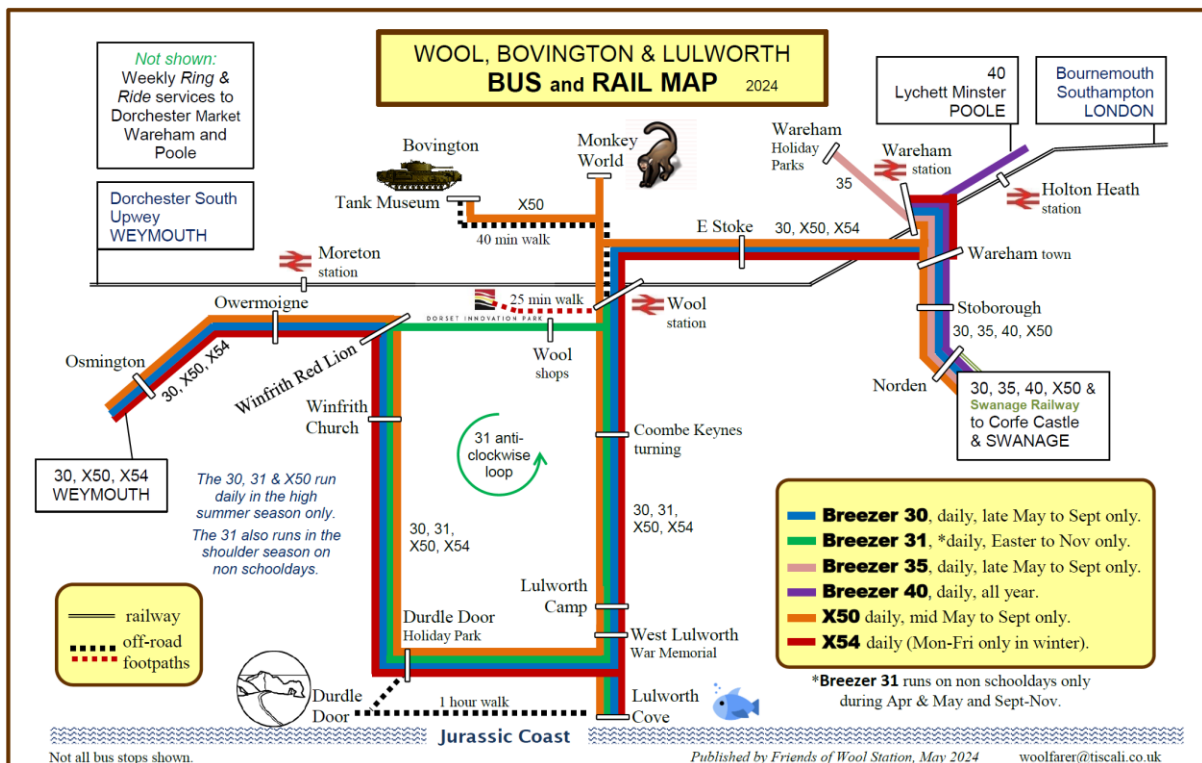 WOOL, BOVINGTON & LULWORTH
BUS and RAIL MAP 2024
Not shown:
Weekly Ring &
Ride services to
Dorchester Market
Wareham and
Poole
Dorchester South
Upwey
WEYMOUTH
40
Lychett Minster
POOLE
Bournemouth
Southampton
LONDON
Bovington
Tank Museum
Monkey
World
X50
40 min walk
Wareham
Holiday
Parks
35
Wareham
station
Holton Heath
station
E Stoke
30, X50, X54
Wareham town
Moreton
station
25 min walk
DORSET INNOVATION PARK
Wool
station
Wool
shops
Stoborough
30, 35, 40, X50
Norden
30, 35, 40, X50 &
Swanage Railway
to Corfe Castle
& SWANAGE
Owermoigne
Osmington
30, X50, X54
Winfrith Red Lion
Winfrith
Church
30, X50, X54
WEYMOUTH
31 anti-
clockwise
loop
Coombe Keynes
turning
The 30, 31 & X50 run
daily in the high
summer season only.
The 31 also runs in the
shoulder season on
non schooldays.
30, 31,
X50, X54
30, 31,
X50, X54
Lulworth
Camp
West Lulworth
War Memorial
Durdle Door
Holiday Park
Durdle
Door
1 hour walk
Lulworth
Cove
railway
off-road
footpaths
Breezer 30, daily, late May to Sept only.
Breezer 31, *daily, Easter to Nov only.
Breezer 35, daily, late May to Sept only.
Breezer 40, daily, all year.
X50 daily, mid May to Sept only.
X54 daily (Mon-Fri only in winter).
*Breezer 31 runs on non schooldays only
during Apr & May and Sept-Nov.
Jurassic Coast
Not all bus stops shown.
Published by Friends of Wool Station, May 2024 woolfarer@tiscali.co.uk